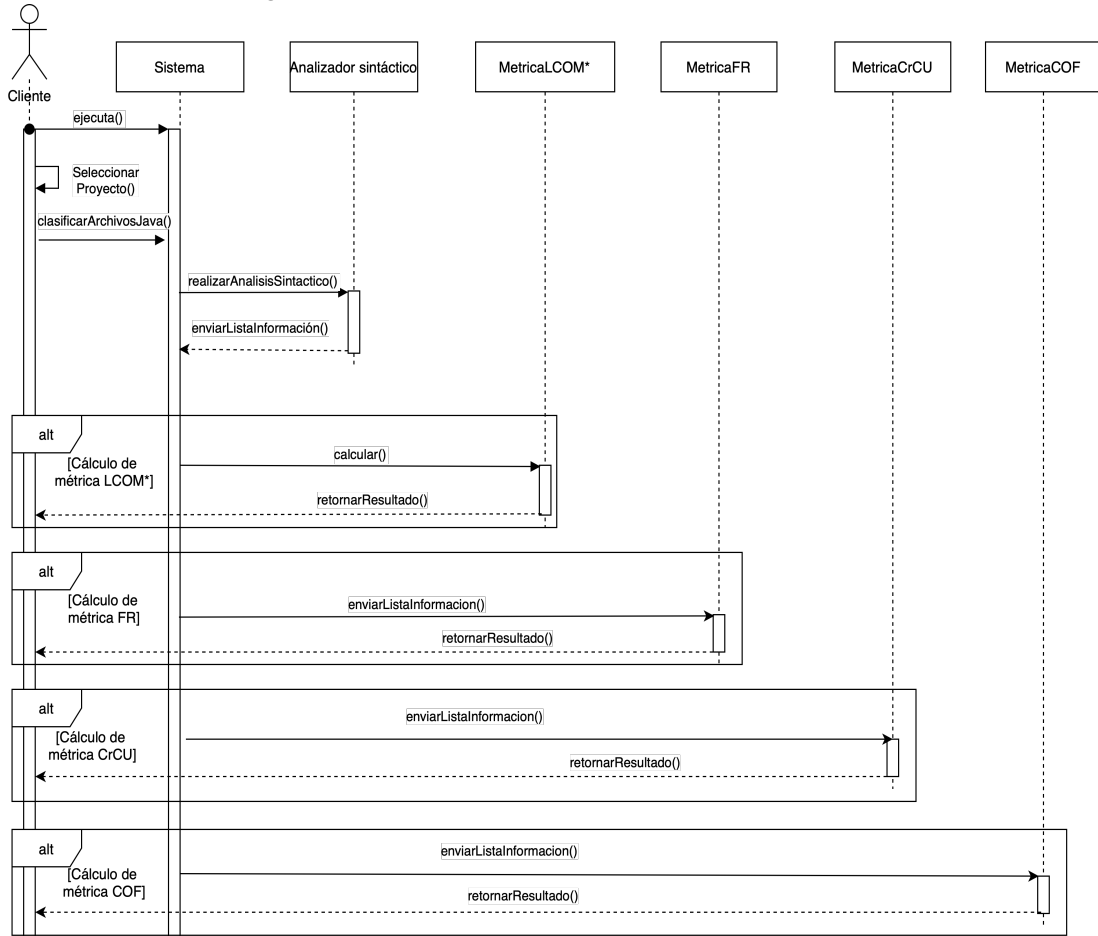 Sistema
Analizador sintáctico
MetricaLCOM*
MetricaFR
MetricaCrCU
MetricaCOF
Cliente
ejecuta()
Seleccionar
Proyecto()
clasificarArchivosJava()
realizarAnalisisSintactico()
enviarListaInformación()
alt
[Cálculo de
métrica LCOM*]
calcular()
retornarResultado()
alt
[Cálculo de
métrica FR]
enviarListaInformacion()
retornarResultado()
alt
[Cálculo de
métrica CrCU]
enviarListaInformacion()
retornarResultado()
alt
[Cálculo de
métrica COF]
enviarListaInformacion()
retornarResultado()